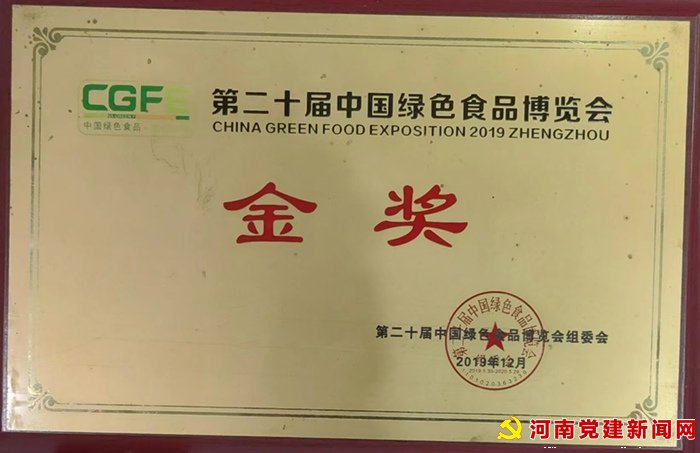 CGFE
中国绿色食品
第二十届中国绿色食品博览会
CHINA GREEN FOOD EXPOSITION 2019 ZHENGZHOU
金奖
第二十届中国绿色食品博览会组委会
2019年12月
河南党建新闻网